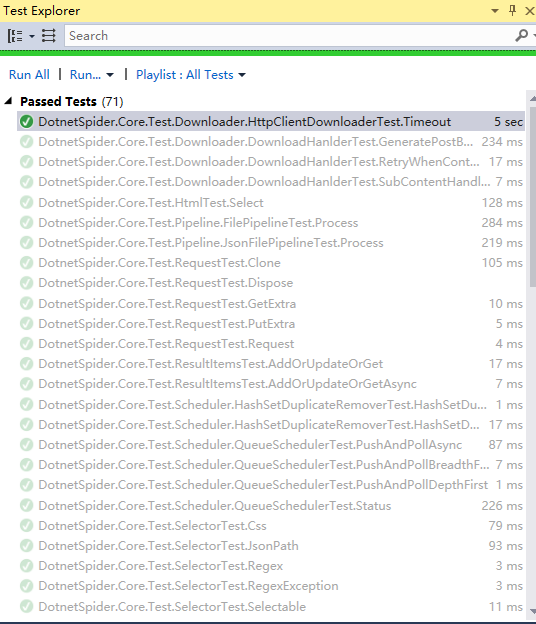 Test Explorer
Search
Run All | Run... | Playlist : All Tests
Passed Tests (71)
DotnetSpider.Core.Test.Downloader.HttpClientDownloaderTest.Timeout 5 sec
DotnetSpider.Core.Test.Downloader.DownloadHanlderTest.GeneratePostB... 234 ms
DotnetSpider.Core.Test.Downloader.DownloadHanlderTest.RetryWhenCont... 17 ms
DotnetSpider.Core.Test.Downloader.DownloadHanlderTest.SubContentHandl... 7 ms
DotnetSpider.Core.Test.HtmlTest.Select 128 ms
DotnetSpider.Core.Test.Pipeline.FilePipelineTest.Process 284 ms
DotnetSpider.Core.Test.Pipeline.JsonFilePipelineTest.Process 219 ms
DotnetSpider.Core.Test.RequestTest.Clone 105 ms
DotnetSpider.Core.Test.RequestTest.Dispose
DotnetSpider.Core.Test.RequestTest.GetExtra 10 ms
DotnetSpider.Core.Test.RequestTest.PutExtra 5 ms
DotnetSpider.Core.Test.RequestTest.Request 4 ms
DotnetSpider.Core.Test.ResultItemsTest.AddOrUpdateOrGet 17 ms
DotnetSpider.Core.Test.ResultItemsTest.AddOrUpdateOrGetAsync 7 ms
DotnetSpider.Core.Test.Scheduler.HashSetDuplicateRemoverTest.HashSetDu... 1 ms
DotnetSpider.Core.Test.Scheduler.HashSetDuplicateRemoverTest.HashSetD... 17 ms
DotnetSpider.Core.Test.Scheduler.QueueSchedulerTest.PushAndPollAsync 87 ms
DotnetSpider.Core.Test.Scheduler.QueueSchedulerTest.PushAndPollBreadthF... 7 ms
DotnetSpider.Core.Test.Scheduler.QueueSchedulerTest.PushAndPollDepthFirst 1 ms
DotnetSpider.Core.Test.Scheduler.QueueSchedulerTest.Status 226 ms
DotnetSpider.Core.Test.SelectorTest.Css 79 ms
DotnetSpider.Core.Test.SelectorTest.JsonPath 93 ms
DotnetSpider.Core.Test.SelectorTest.Regex 3 ms
DotnetSpider.Core.Test.SelectorTest.RegexException 3 ms
DotnetSpider.Core.Test.SelectorTest.Selectable 11 ms